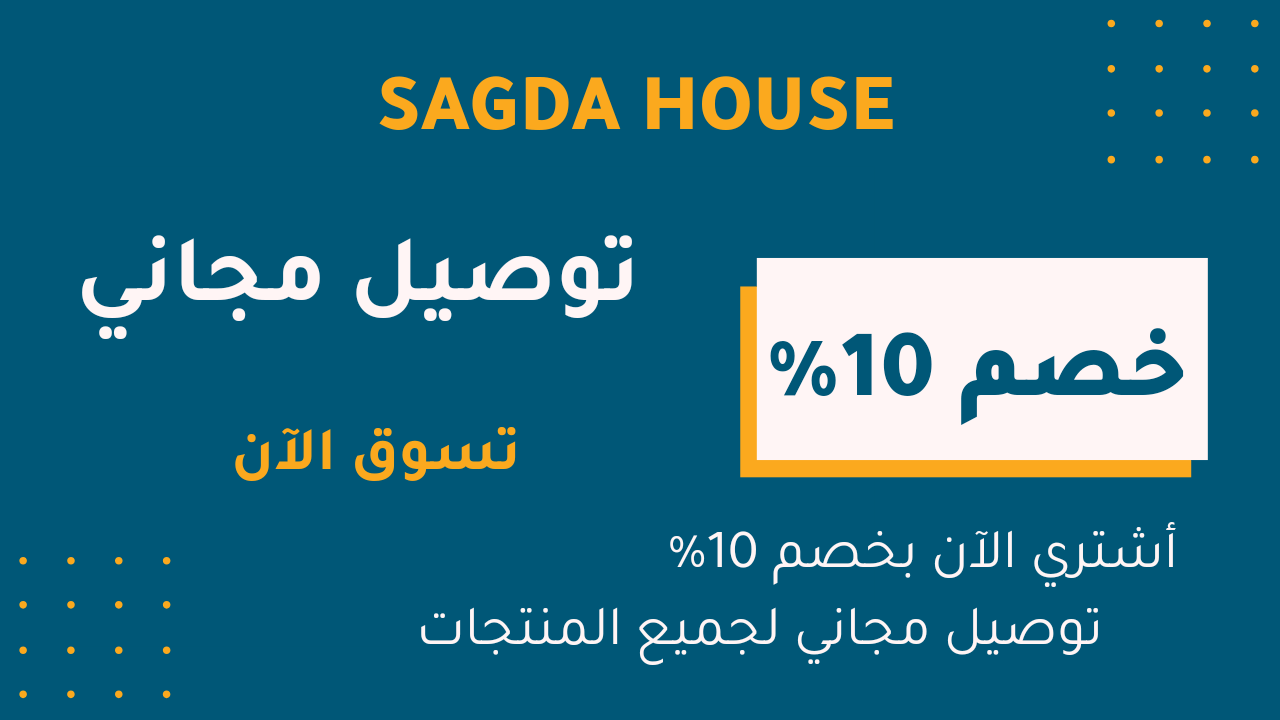 SAGDA HOUSE
توصيل مجاني
خصم 10%
تسوق الآن
أشتري الآن بخصم 10%
توصيل مجاني لجميع المنتجات